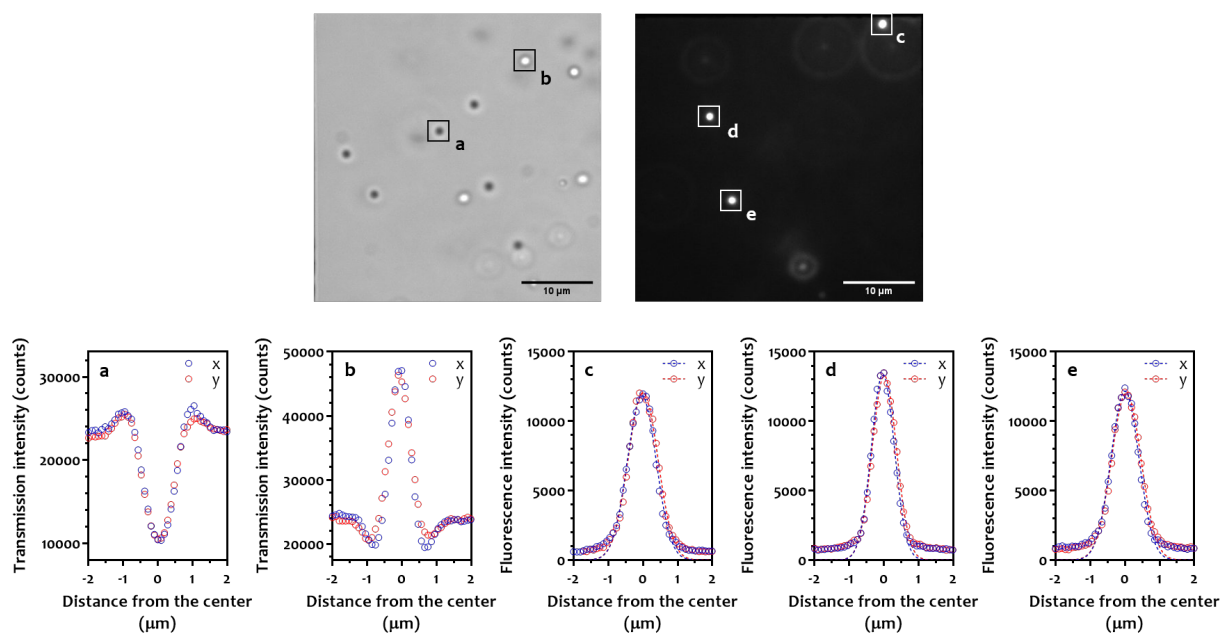 b
a
10 μm
c
d
e
10 μm
Transmission intensity (counts)
30000
20000
10000
a
x
y
-2 -1 0 1 2
Distance from the center
(μm)
Transmission intensity (counts)
50000
40000
30000
20000
b
x
y
-2 -1 0 1 2
Distance from the center
(μm)
Fluorescence intensity (counts)
15000
10000
5000
0
c
x
y
-2 -1 0 1 2
Distance from the center
(μm)
Fluorescence intensity (counts)
15000
10000
5000
0
d
x
y
-2 -1 0 1 2
Distance from the center
(μm)
Fluorescence intensity (counts)
15000
10000
5000
0
e
x
y
-2 -1 0 1 2
Distance from the center
(μm)